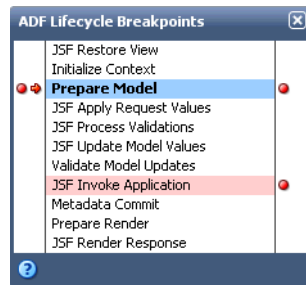 ADF Lifecycle Breakpoints
JSF Restore View
Initialize Context
Prepare Model
JSF Apply Request Values
JSF Process Validations
JSF Update Model Values
Validate Model Updates
JSF Invoke Application
Metadata Commit
Prepare Render
JSF Render Response
?